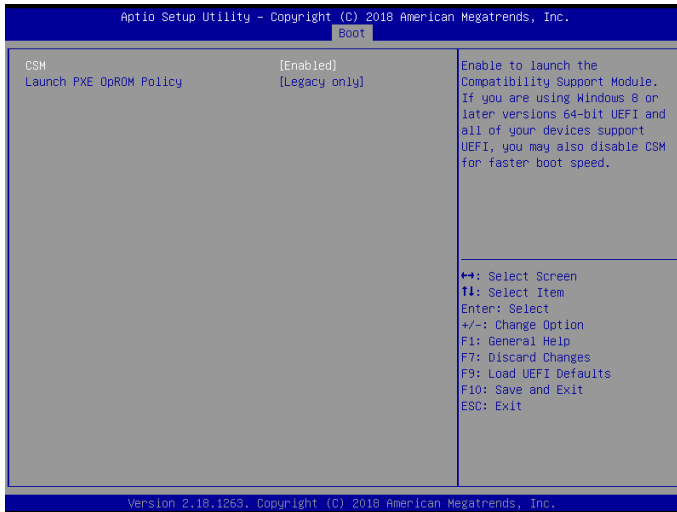 Aptio Setup Utility – Copyright (C) 2018 American Megatrends, Inc.
Boot
CSM [Enabled]
Launch PXE OpROM Policy [Legacy only]
Enable to launch the
Compatibility Support Module.
If you are using Windows 8 or
later versions 64-bit UEFI and
all of your devices support
UEFI, you may also disable CSM
for faster boot speed.
↔: Select Screen
↑↓: Select Item
Enter: Select
+/-: Change Option
F1: General Help
F7: Discard Changes
F9: Load UEFI Defaults
F10: Save and Exit
ESC: Exit
Version 2.18.1263. Copyright (C) 2018 American Megatrends, Inc.